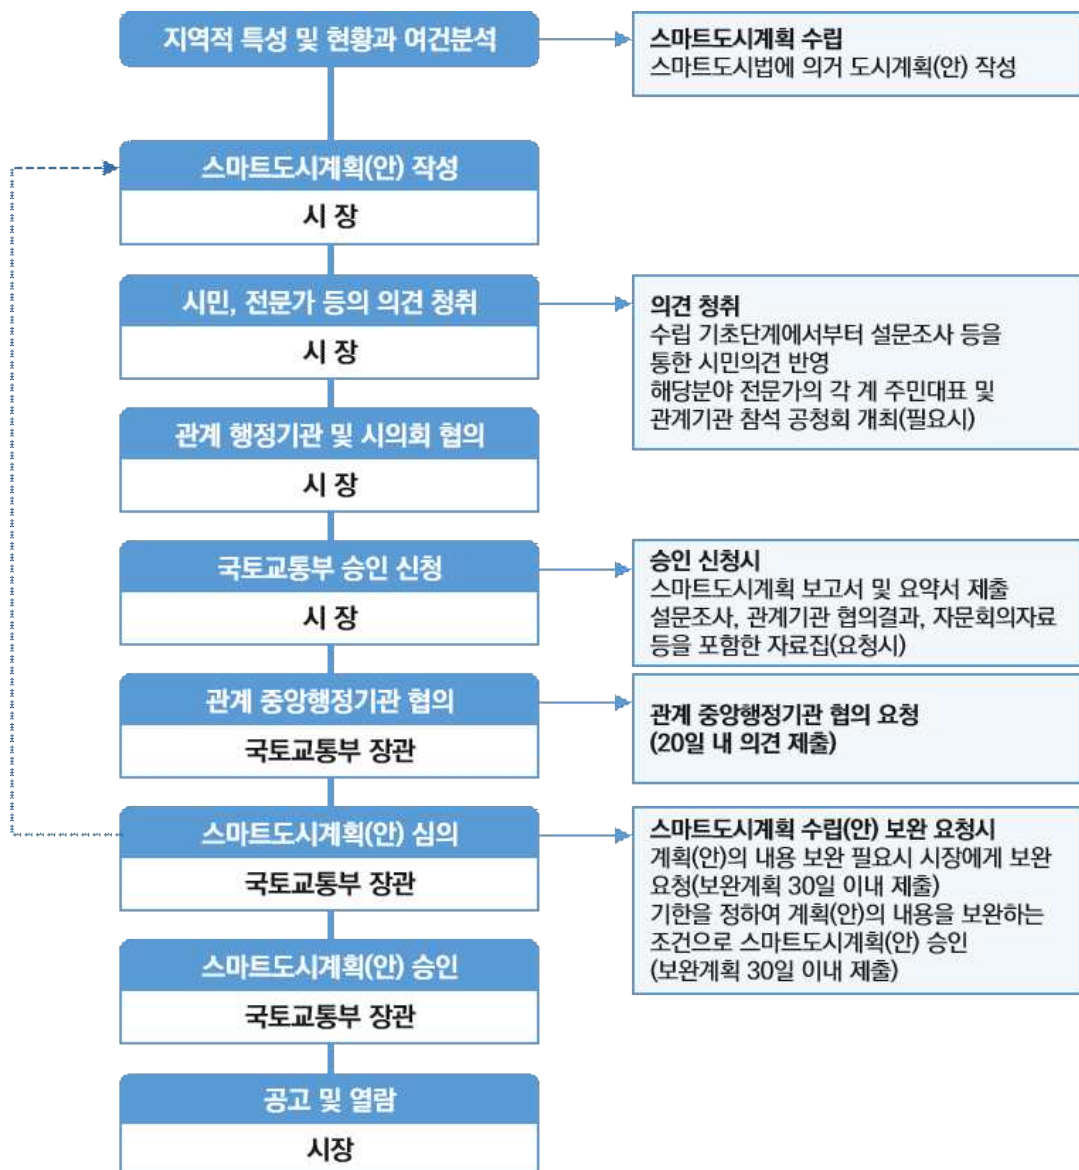 지역적 특성 및 현황과 여건분석
스마트도시계획 수립
스마트도시법에 의거 도시계획(안) 작성
스마트도시계획(안) 작성
시 장
시민, 전문가 등의 의견 청취
시 장
의견 청취
수립 기초단계에서부터 설문조사 등을
통한 시민의견 반영
해당분야 전문가의 각 계 주민대표 및
관계기관 참석 공청회 개최(필요시)
관계 행정기관 및 시의회 협의
시 장
국토교통부 승인 신청
시 장
승인 신청시
스마트도시계획 보고서 및 요약서 제출
설문조사, 관계기관 협의결과, 자문회의자료
등을 포함한 자료집(요청시)
관계 중앙행정기관 협의
국토교통부 장관
관계 중앙행정기관 협의 요청
(20일 내 의견 제출)
스마트도시계획(안) 심의
국토교통부 장관
스마트도시계획 수립(안) 보완 요청시
계획(안)의 내용 보완 필요시 시장에게 보완
요청(보완계획 30일 이내 제출)
기한을 정하여 계획(안)의 내용을 보완하는
조건으로 스마트도시계획(안) 승인
(보완계획 30일 이내 제출)
스마트도시계획(안) 승인
국토교통부 장관
공고 및 열람
시장